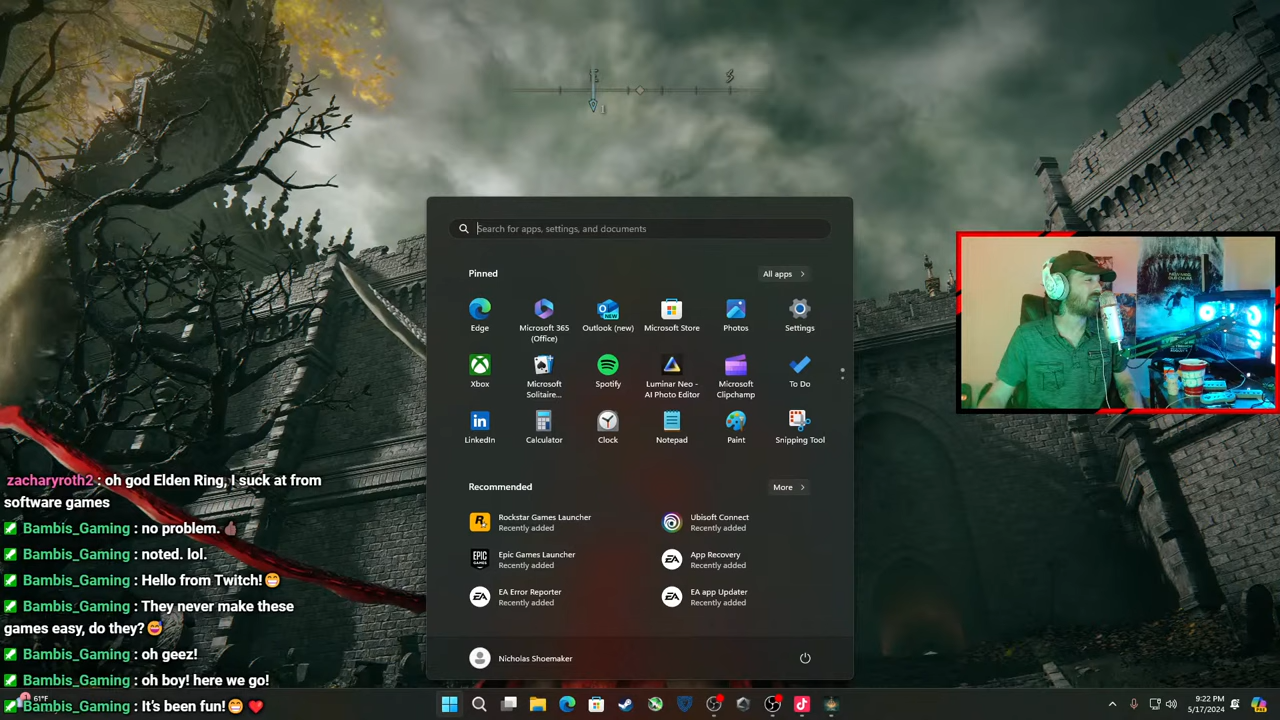 E
S
1
Search for apps, settings, and documents
Pinned
All apps
Edge
Microsoft 365
(Office)
Outlook (new)
Microsoft Store
Photos
Settings
Xbox
Microsoft
Solitaire...
Spotify
Luminar Neo -
AI Photo Editor
Microsoft
Clipchamp
To Do
LinkedIn
Calculator
Clock
Notepad
Paint
Snipping Tool
Recommended
More
Rockstar Games Launcher
Recently added
Ubisoft Connect
Recently added
Epic Games Launcher
Recently added
App Recovery
Recently added
EA Error Reporter
Recently added
EA app Updater
Recently added
Nicholas Shoemaker
zacharyroth2 : oh god Elden Ring, I suck at from
software games
Bambis_Gaming : no problem.👍🏽
Bambis_Gaming : noted. lol.
Bambis_Gaming : Hello from Twitch!😁
Bambis_Gaming : They never make these
games easy, do they?😅
Bambis_Gaming : oh geez!
Bambis_Gaming : oh boy! here we go!
Bambis_Gaming : It's been fun!😁 ❤️
61°F
9:22 PM
5/17/2024